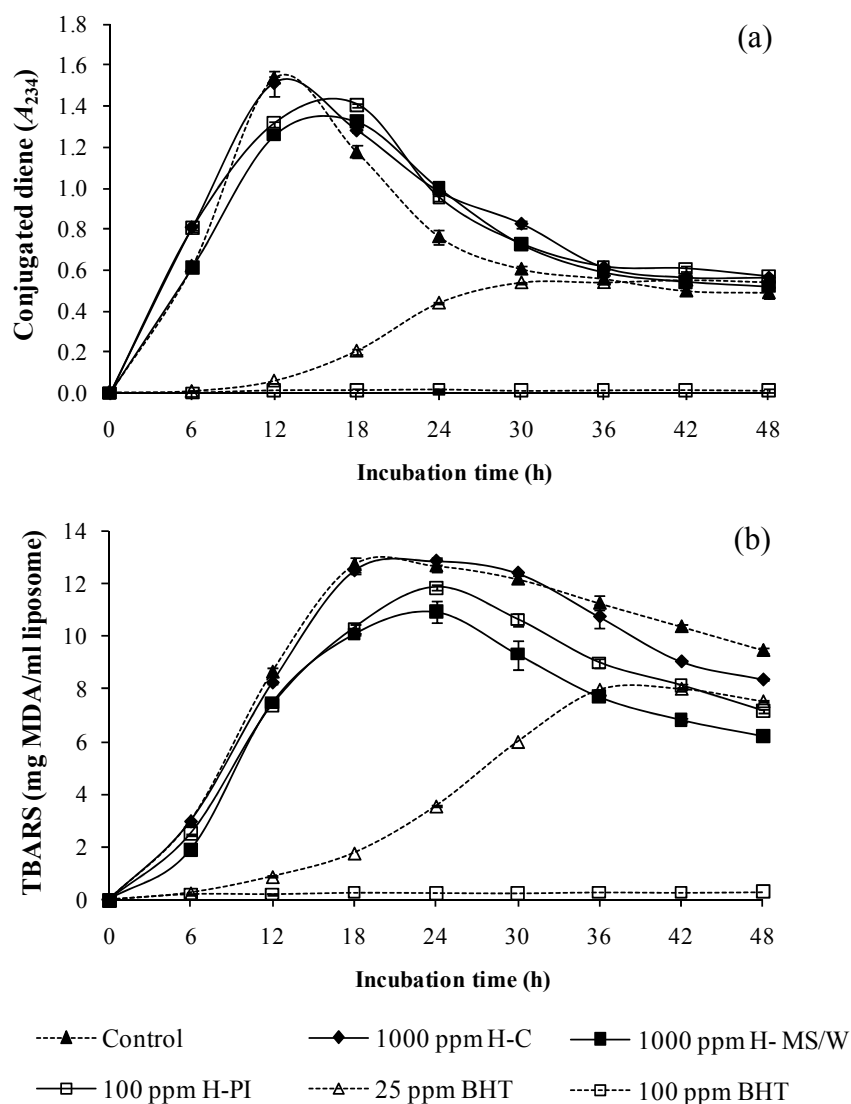 (a)
Conjugated diene (A234)
1.8
1.6
1.4
1.2
1.0
0.8
0.6
0.4
0.2
0.0
0 6 12 18 24 30 36 42 48
Incubation time (h)
(b)
TBARS (mg MDA/ml liposome)
14
12
10
8
6
4
2
0
0 6 12 18 24 30 36 42 48
Incubation time (h)
Control 1000 ppm H-C 1000 ppm H- MS/W
100 ppm H-PI 25 ppm BHT 100 ppm BHT